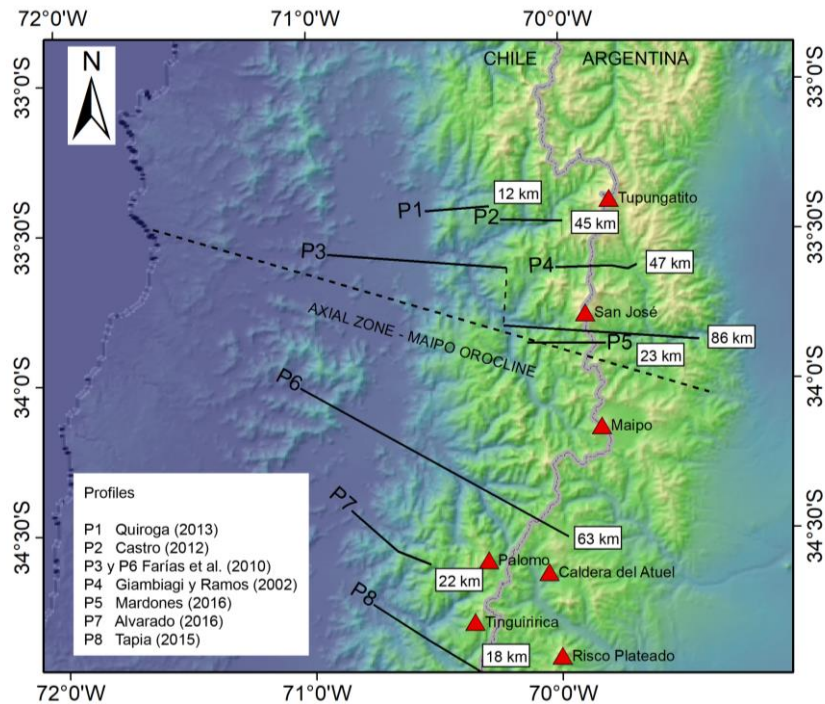 72°0'W 71°0'W 70°0'W
CHILE ARGENTINA
N
33°0'S 33°0'S
12 km
Tupungatito
P1
P2
45 km
33°30'S 33°30'S
P3
P4
47 km
San José
AXIAL ZONE - MAIPO OROCLINE
P5
86 km
23 km
34°0'S 34°0'S
P6
Maipo
Profiles
P1 Quiroga (2013)
P2 Castro (2012)
P3 y P6 Farías et al. (2010)
P4 Giambiagi y Ramos (2002)
P5 Mardones (2016)
P7 Alvarado (2016)
P8 Tapia (2015)
P7
34°30'S 34°30'S
63 km
Palomo
22 km
Caldera del Atuel
P8
Tinguiririca
18 km
Risco Plateado
72°0'W 71°0'W 70°0'W